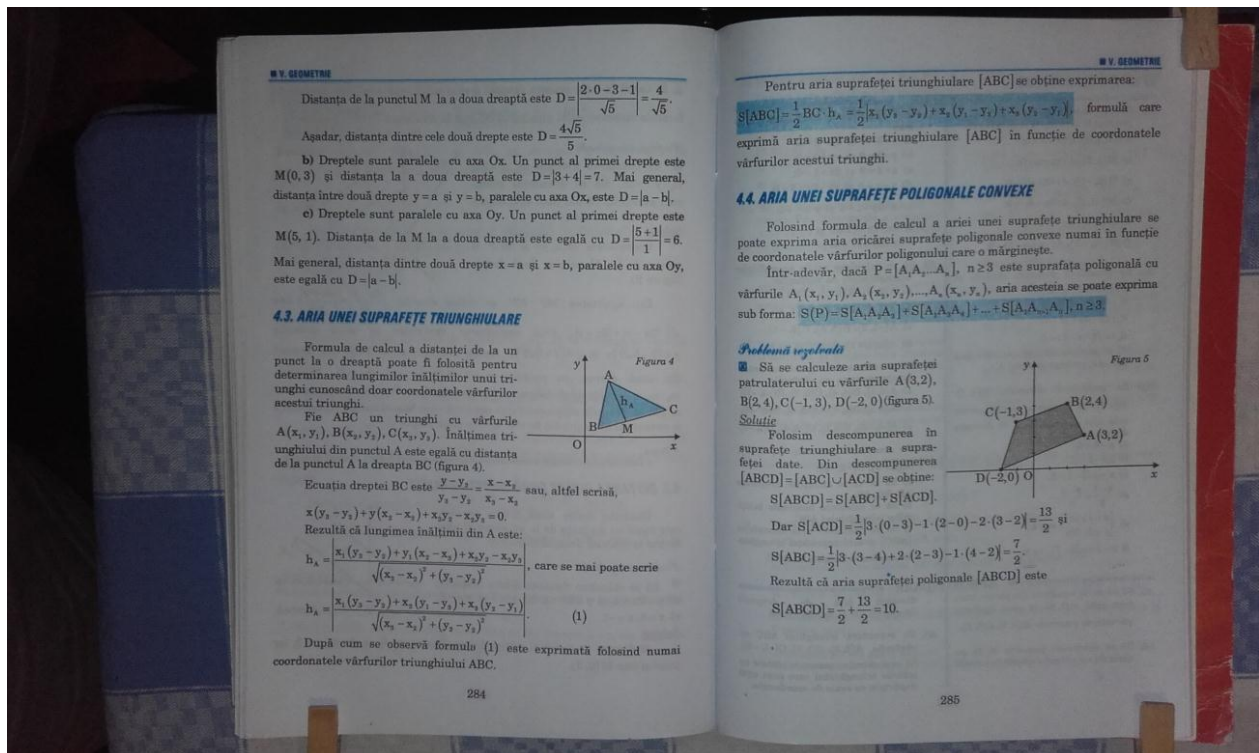 ■ V. GEOMETRIE
Distanța de la punctul M la a doua dreaptă este D = |2·0−3−1 / √5| = 4/√5.
Așadar, distanța dintre cele două drepte este D = 4√5/5.
b) Dreptele sunt paralele cu axa Ox. Un punct al primei drepte este
M(0, 3) și distanța la a doua dreaptă este D=|3+4|=7. Mai general,
distanța între două drepte y=a și y=b, paralele cu axa Ox, este D=|a−b|.
c) Dreptele sunt paralele cu axa Oy. Un punct al primei drepte este
M(5, 1). Distanța de la M la a doua dreaptă este egală cu D = |5+1 / 1| = 6.
Mai general, distanța dintre două drepte x=a și x=b, paralele cu axa Oy,
este egală cu D=|a−b|.
4.3. ARIA UNEI SUPRAFEȚE TRIUNGHIULARE
Formula de calcul a distanței de la un
punct la o dreaptă poate fi folosită pentru
determinarea lungimilor înălțimilor unui tri-
unghi cunoscând doar coordonatele vârfurilor
acestui triunghi.
Fie ABC un triunghi cu vârfurile
A(x₁, y₁), B(x₂, y₂), C(x₃, y₃). Înălțimea tri-
unghiului din punctul A este egală cu distanța
de la punctul A la dreapta BC (figura 4).
Figura 4
y
A
h_A
B
M
C
O
x
Ecuația dreptei BC este (y−y₂)/(y₃−y₂) = (x−x₂)/(x₃−x₂) sau, altfel scrisă,
x(y₃−y₂)+y(x₂−x₃)+x₃y₂−x₂y₃=0.
Rezultă că lungimea înălțimii din A este:
h_A = |x₁(y₃−y₂)+y₁(x₂−x₃)+x₃y₂−x₂y₃ / √((x₃−x₂)²+(y₃−y₂)²)|, care se mai poate scrie
h_A = |x₁(y₃−y₂)+x₂(y₁−y₃)+x₃(y₂−y₁) / √((x₃−x₂)²+(y₂−y₃)²)|. (1)
După cum se observă formula (1) este exprimată folosind numai
coordonatele vârfurilor triunghiului ABC.
284
■ V. GEOMETRIE
Pentru aria suprafeței triunghiulare [ABC] se obține exprimarea:
S[ABC] = 1/2 BC·h_A = 1/2|x₁(y₃−y₂)+x₂(y₁−y₃)+x₃(y₂−y₁)|, formulă care
exprimă aria suprafeței triunghiulare [ABC] în funcție de coordonatele
vârfurilor acestui triunghi.
4.4. ARIA UNEI SUPRAFEȚE POLIGONALE CONVEXE
Folosind formula de calcul a ariei unei suprafețe triunghiulare se
poate exprima aria oricărei suprafețe poligonale convexe numai în funcție
de coordonatele vârfurilor poligonului care o mărginește.
Într-adevăr, dacă P=[A₁A₂...Aₙ], n≥3 este suprafața poligonală cu
vârfurile A₁(x₁, y₁), A₂(x₂, y₂),...,Aₙ(xₙ, yₙ), aria acesteia se poate exprima
sub forma: S(P)=S[A₁A₂A₃]+S[A₁A₃A₄]+...+S[A₁Aₙ₋₁Aₙ], n≥3.
Problemă rezolvată
Să se calculeze aria suprafeței
patrulaterului cu vârfurile A(3,2),
B(2,4), C(−1, 3), D(−2, 0) (figura 5).
Soluție
Folosim descompunerea în
suprafețe triunghiulare a supra-
feței date. Din descompunerea
[ABCD]=[ABC]∪[ACD] se obține:
S[ABCD]=S[ABC]+S[ACD].
Figura 5
y
B(2,4)
C(−1,3)
A(3,2)
D(−2,0)
O
x
Dar S[ACD] = 1/2|3·(0−3)−1·(2−0)−2·(3−2)| = 13/2 și
S[ABC] = 1/2|3·(3−4)+2·(2−3)−1·(4−2)| = 7/2.
Rezultă că aria suprafeței poligonale [ABCD] este
S[ABCD] = 7/2 + 13/2 = 10.
285